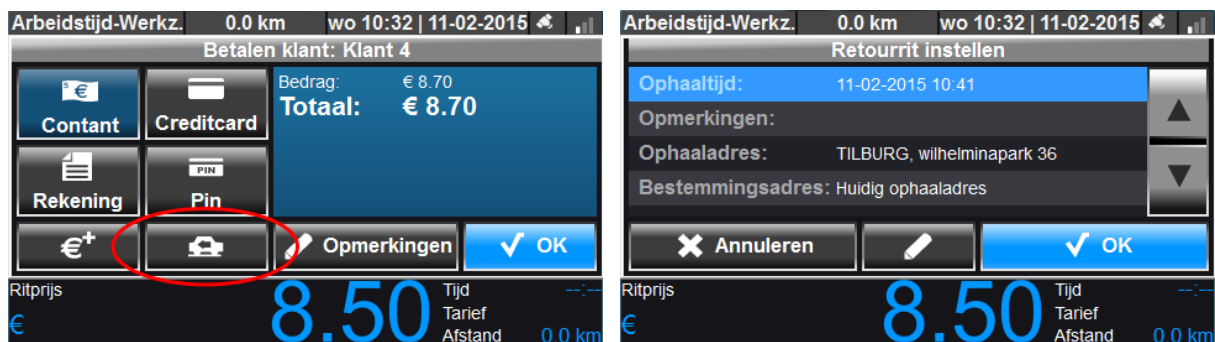 Arbeidstijd-Werkz. 0.0 km wo 10:32 | 11-02-2015
Betalen klant: Klant 4
Contant
Creditcard
Bedrag: € 8.70
Totaal: € 8.70
Rekening
PIN
Pin
€+
Opmerkingen
OK
Ritprijs
€
8.50
Tijd --:--
Tarief
Afstand 0.0 km
Arbeidstijd-Werkz. 0.0 km wo 10:32 | 11-02-2015
Retourrit instellen
Ophaaltijd: 11-02-2015 10:41
Opmerkingen:
Ophaaladres: TILBURG, wilhelminapark 36
Bestemmingsadres: Huidig ophaaladres
Annuleren
OK
Ritprijs
€
8.50
Tijd --:--
Tarief
Afstand 0.0 km